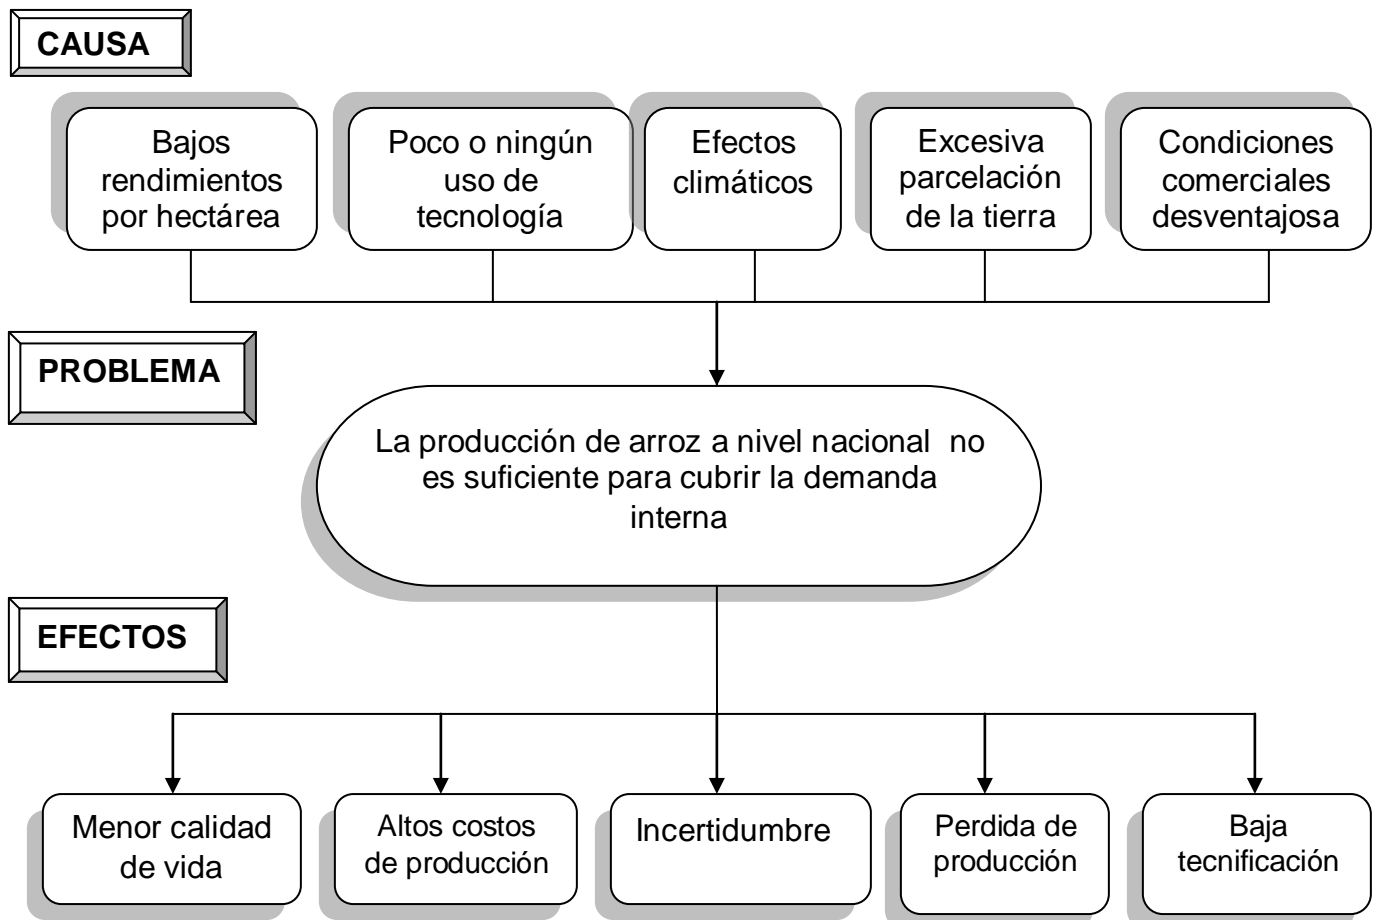 CAUSA
Bajos
rendimientos
por hectárea
Poco o ningún
uso de
tecnología
Efectos
climáticos
Excesiva
parcelación
de la tierra
Condiciones
comerciales
desventajosa
PROBLEMA
La producción de arroz a nivel nacional no
es suficiente para cubrir la demanda
interna
EFECTOS
Menor calidad
de vida
Altos costos
de producción
Incertidumbre
Perdida de
producción
Baja
tecnificación